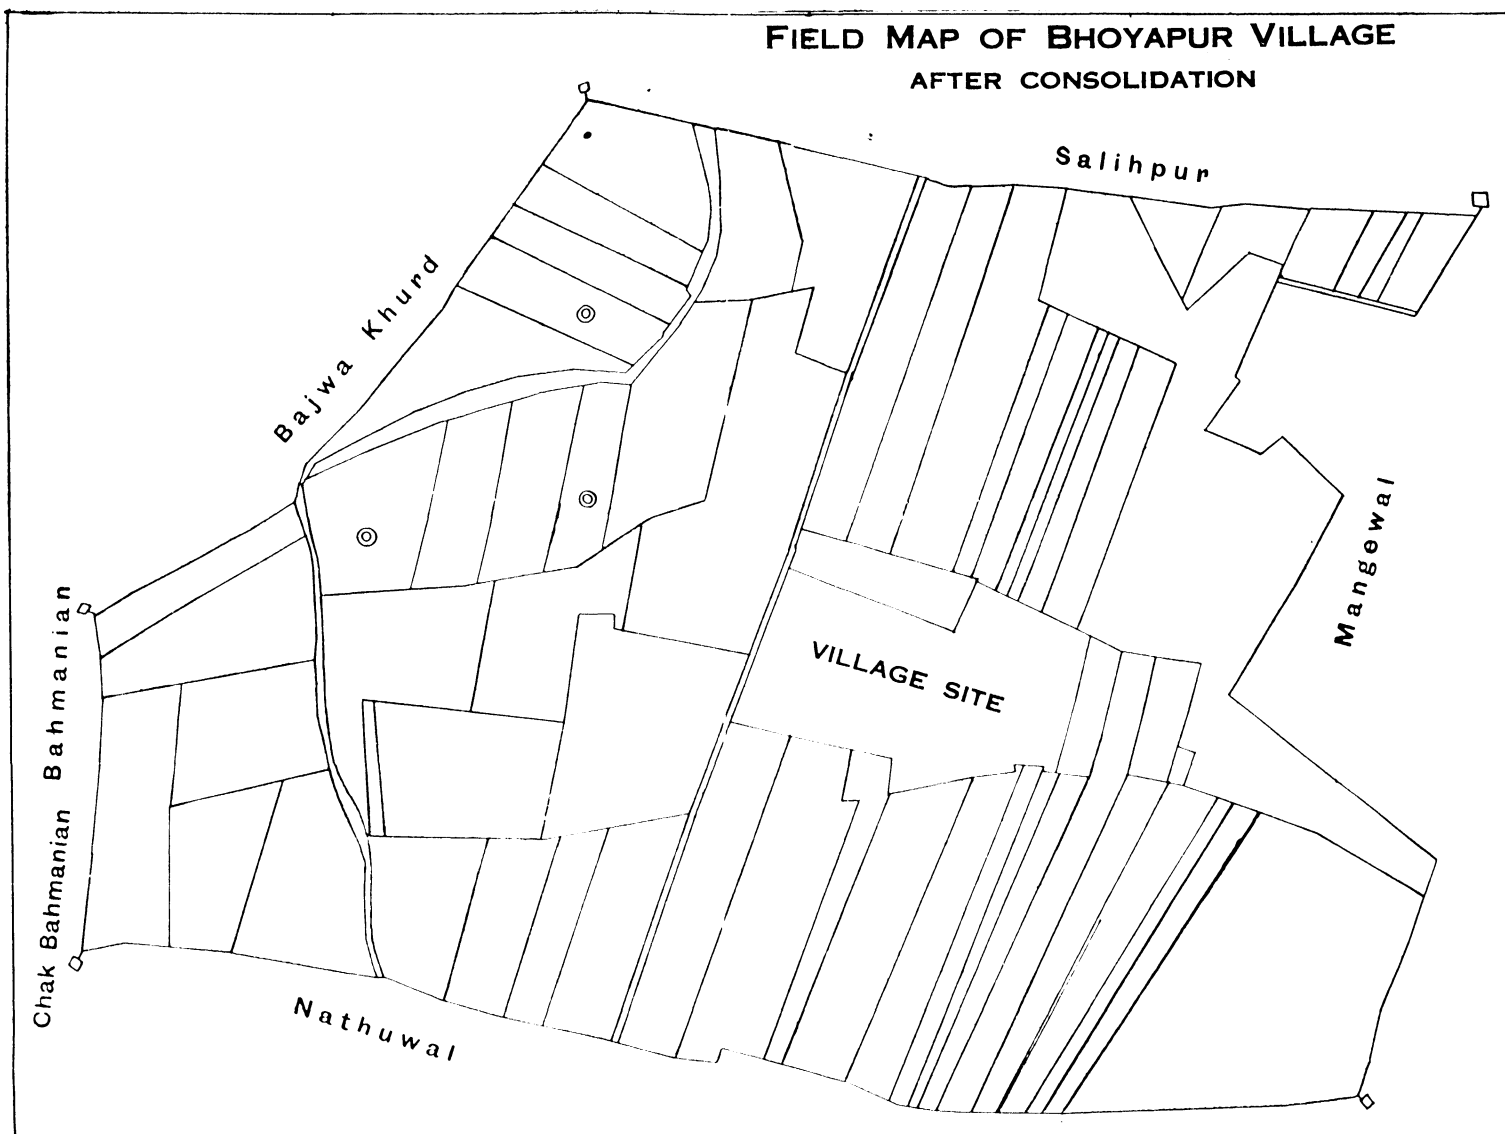 FIELD MAP OF BHOYAPUR VILLAGE
AFTER CONSOLIDATION
Salihpur
Bajwa Khurd
Mangewal
VILLAGE SITE
Chak Bahmanian Bahmanian
Nathuwal